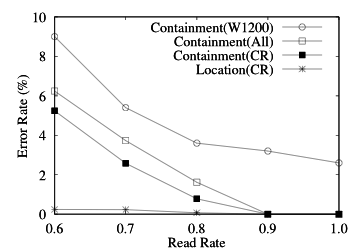 10
Containment(W1200)
Containment(All)
8
Containment(CR)
Location(CR)
6
Error Rate (%)
4
2
0
0.6 0.7 0.8 0.9 1.0
Read Rate